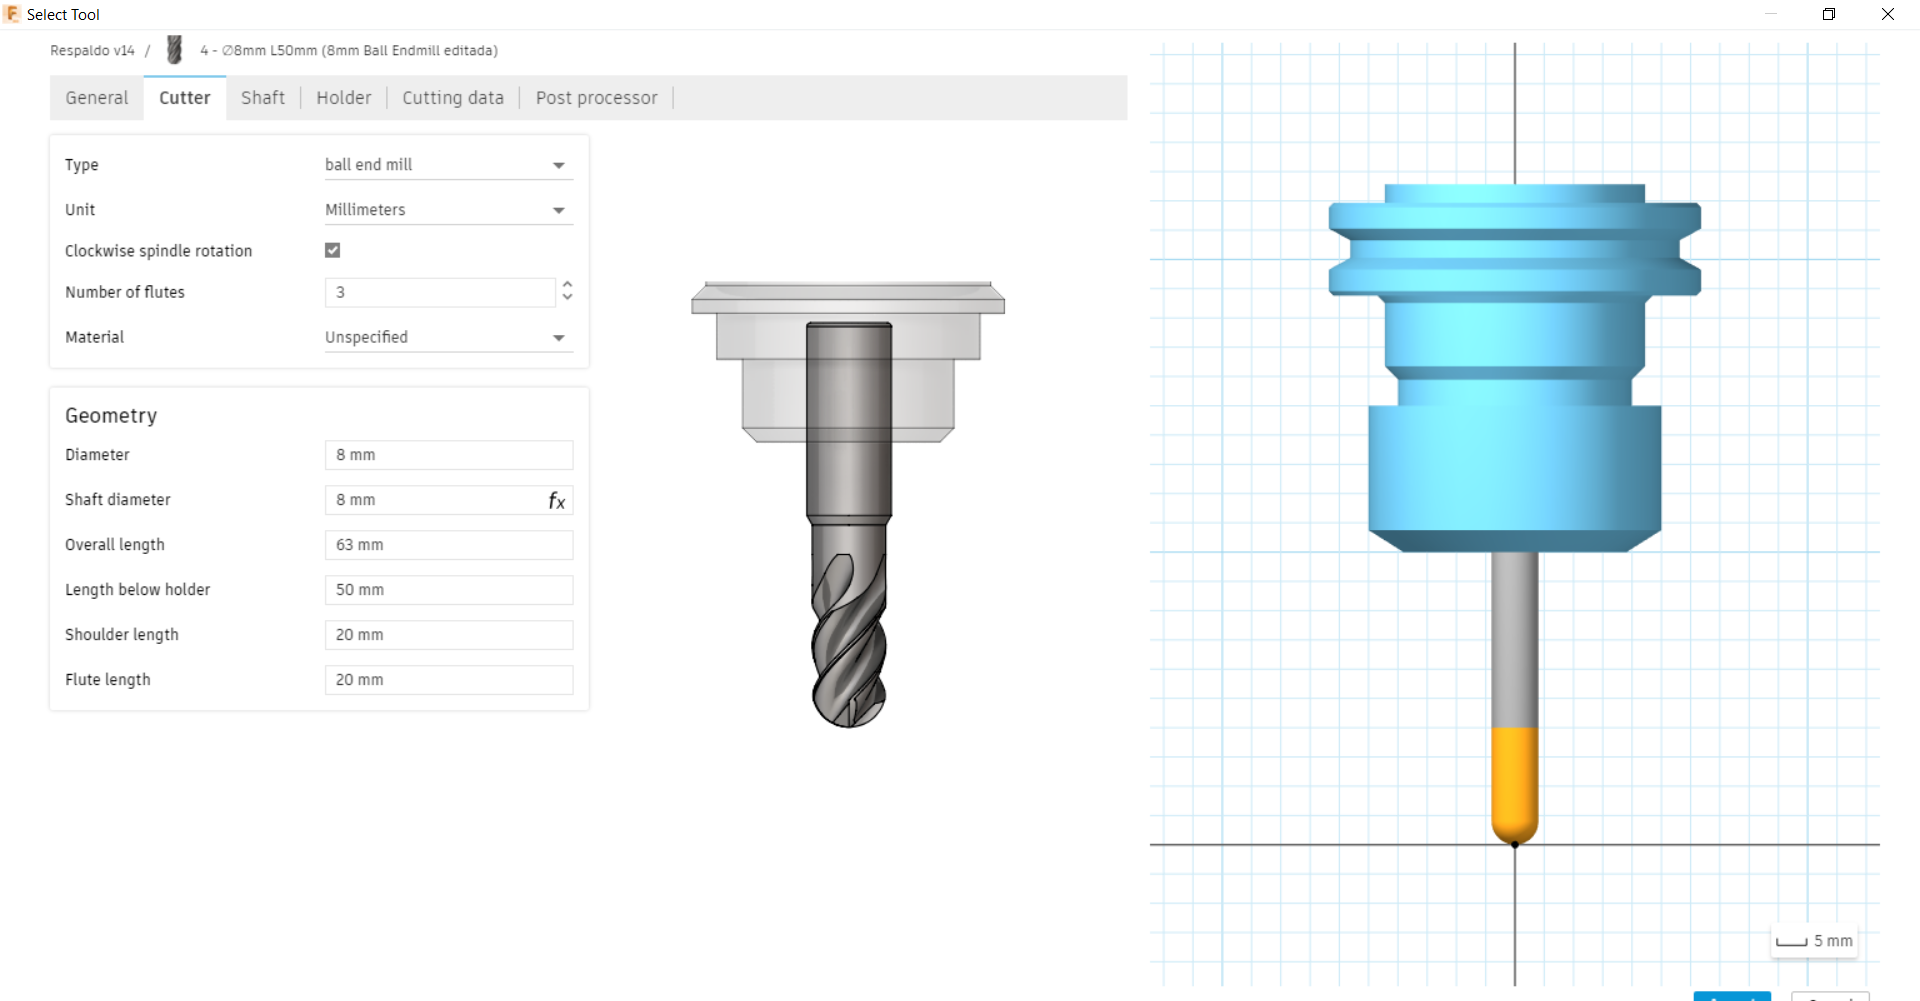 Select Tool
Respaldo v14 / 4 - ∅8mm L50mm (8mm Ball Endmill editada)
General Cutter Shaft Holder Cutting data Post processor
Type ball end mill
Unit Millimeters
Clockwise spindle rotation
Number of flutes 3
Material Unspecified
Geometry
Diameter 8 mm
Shaft diameter 8 mm fx
Overall length 63 mm
Length below holder 50 mm
Shoulder length 20 mm
Flute length 20 mm
5 mm